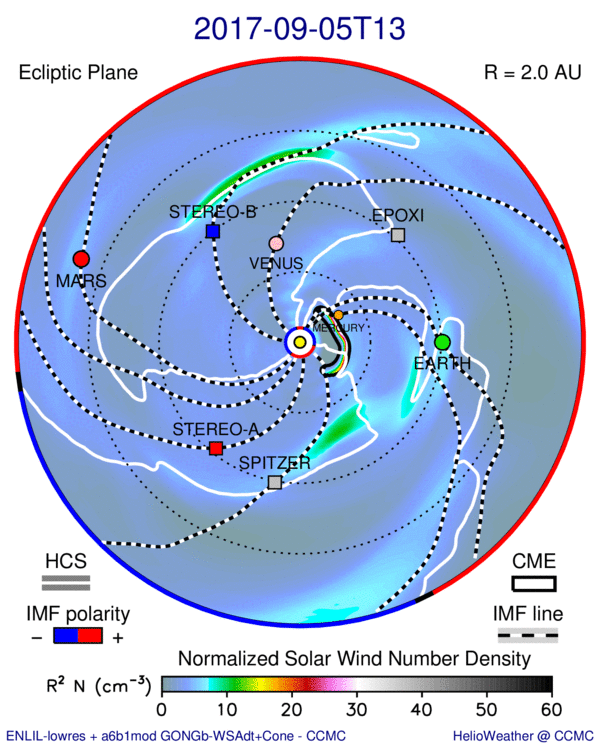 2017-09-05T13
Ecliptic Plane
R = 2.0 AU
STEREO-B
EPOXI
VENUS
MARS
MERCURY
EARTH
STEREO-A
SPITZER
HCS
CME
IMF polarity
IMF line
− +
Normalized Solar Wind Number Density
R² N (cm⁻³)
0 10 20 30 40 50 60
ENLIL-lowres + a6b1mod GONGb-WSAdt+Cone - CCMC
HelioWeather @ CCMC